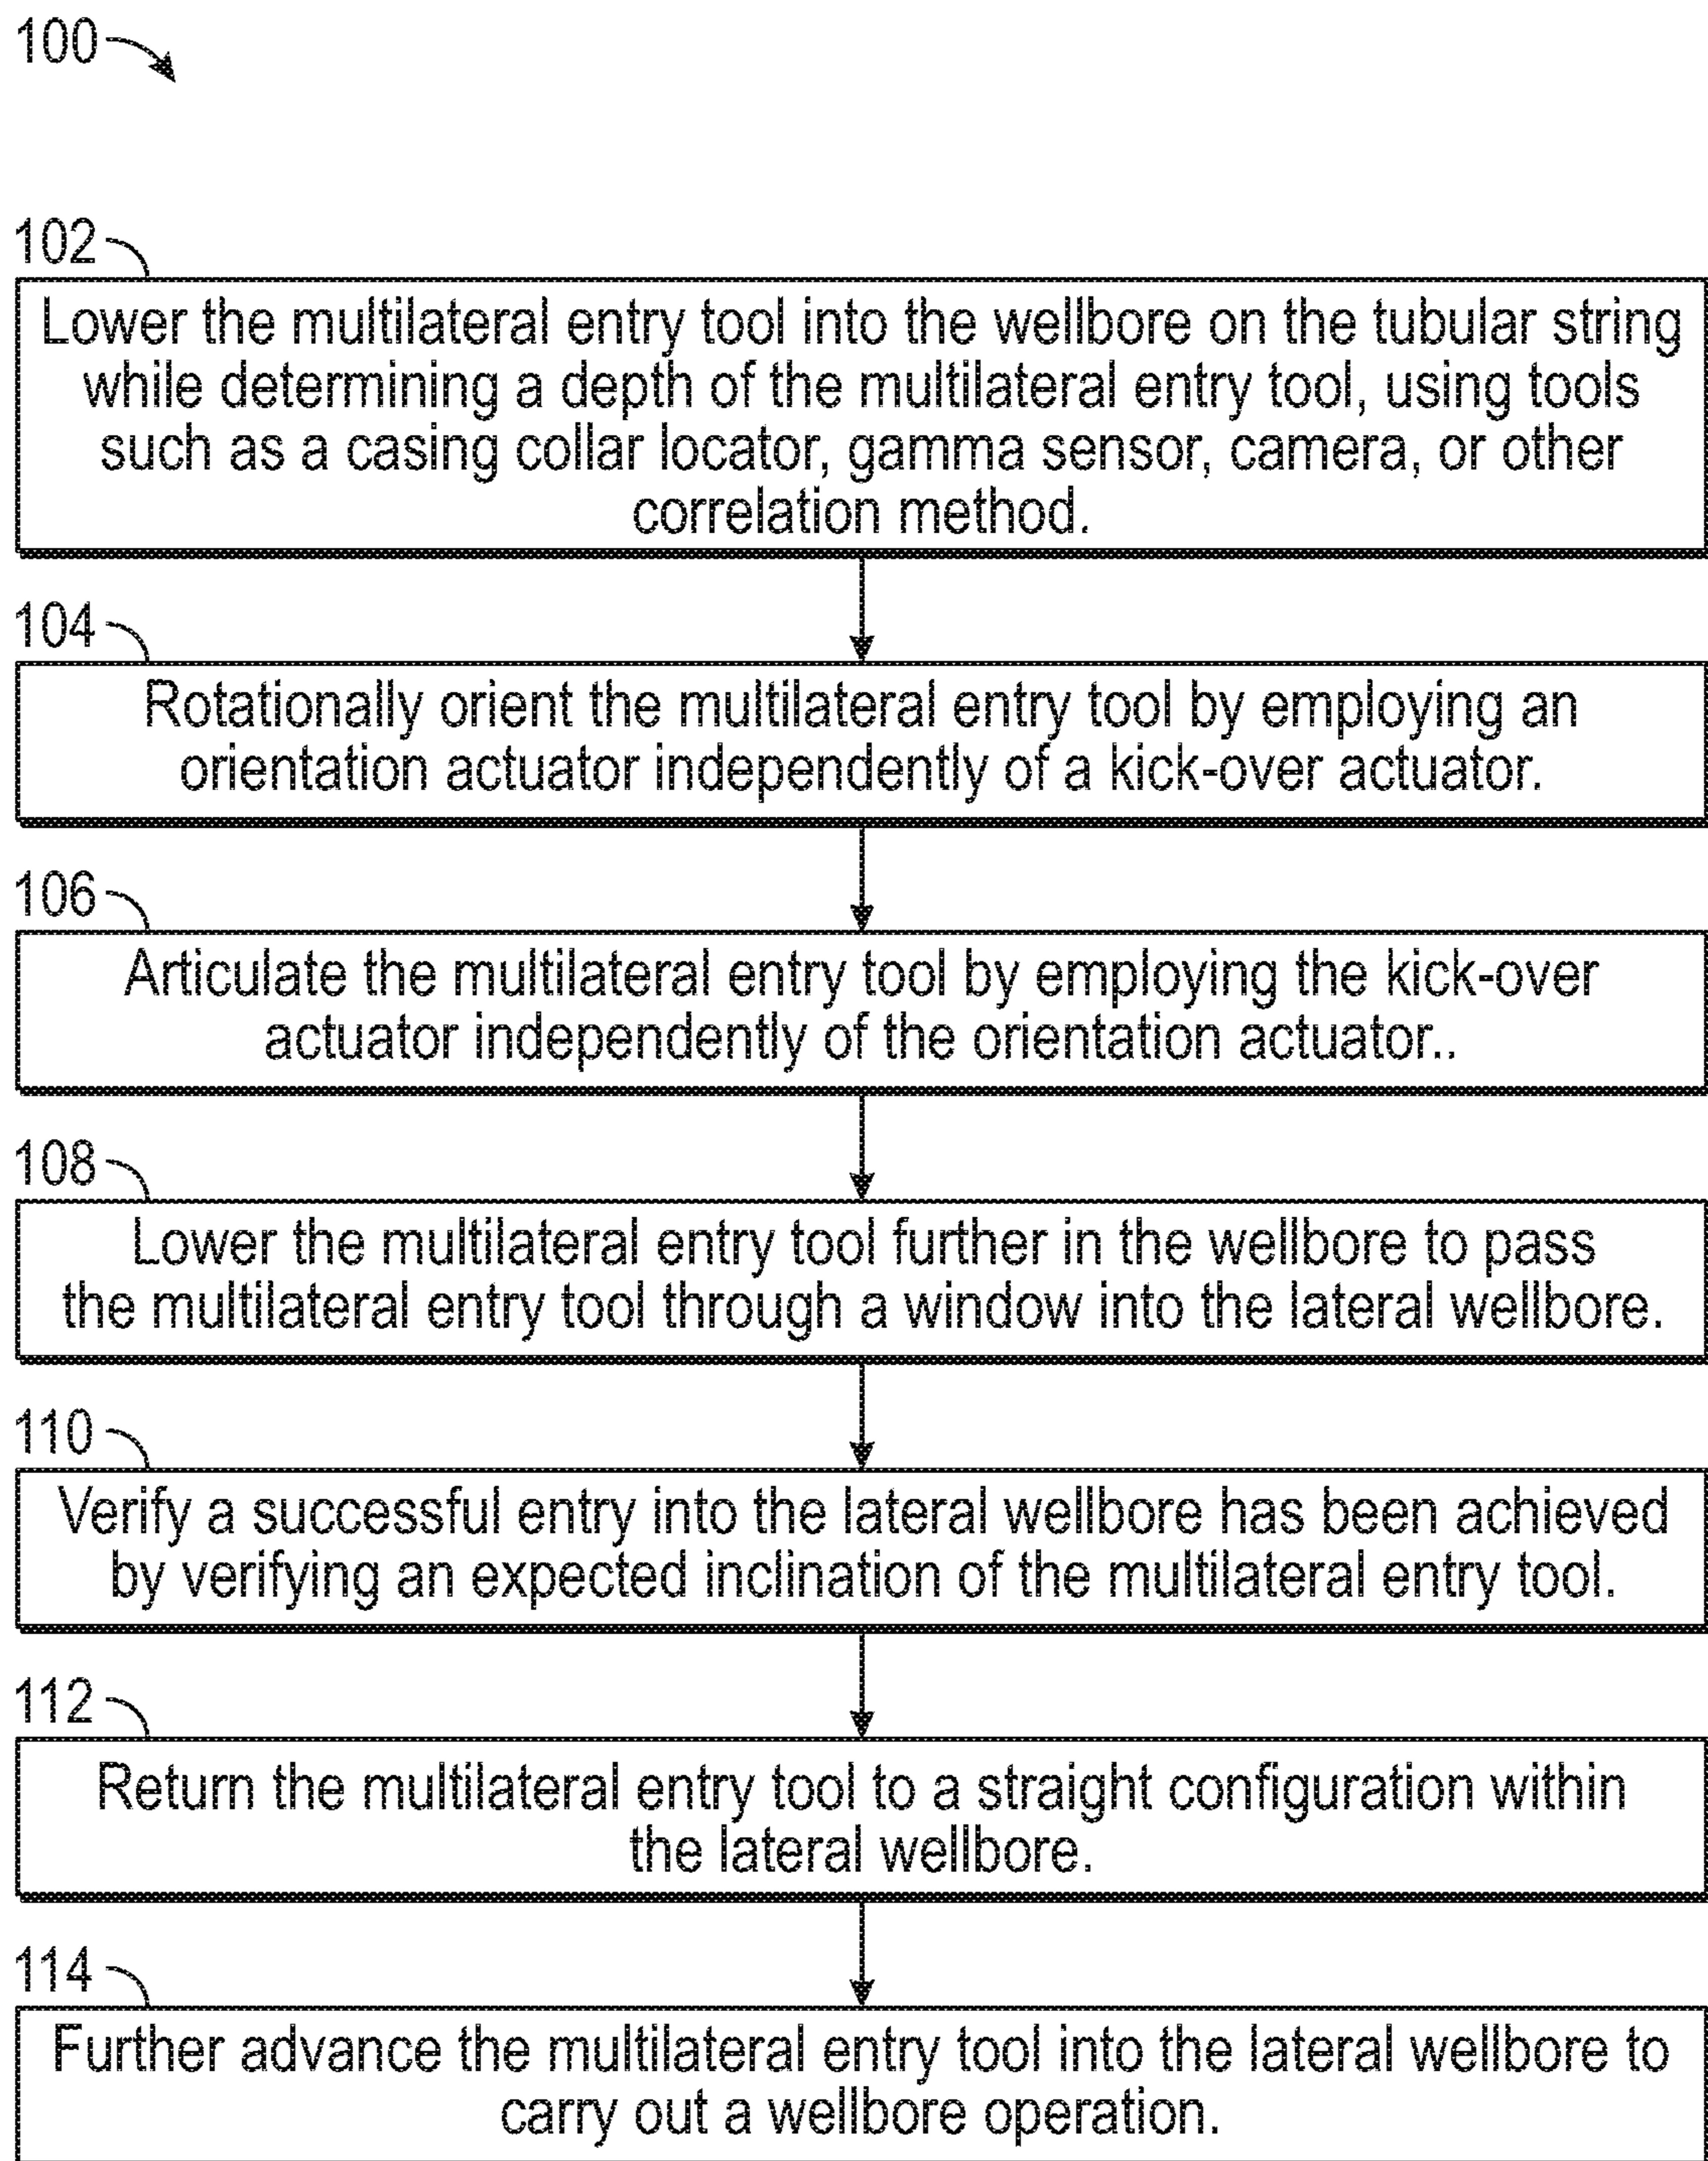 100
102
Lower the multilateral entry tool into the wellbore on the tubular string
while determining a depth of the multilateral entry tool, using tools
such as a casing collar locator, gamma sensor, camera, or other
correlation method.
104
Rotationally orient the multilateral entry tool by employing an
orientation actuator independently of a kick-over actuator.
106
Articulate the multilateral entry tool by employing the kick-over
actuator independently of the orientation actuator..
108
Lower the multilateral entry tool further in the wellbore to pass
the multilateral entry tool through a window into the lateral wellbore.
110
Verify a successful entry into the lateral wellbore has been achieved
by verifying an expected inclination of the multilateral entry tool.
112
Return the multilateral entry tool to a straight configuration within
the lateral wellbore.
114
Further advance the multilateral entry tool into the lateral wellbore to
carry out a wellbore operation.